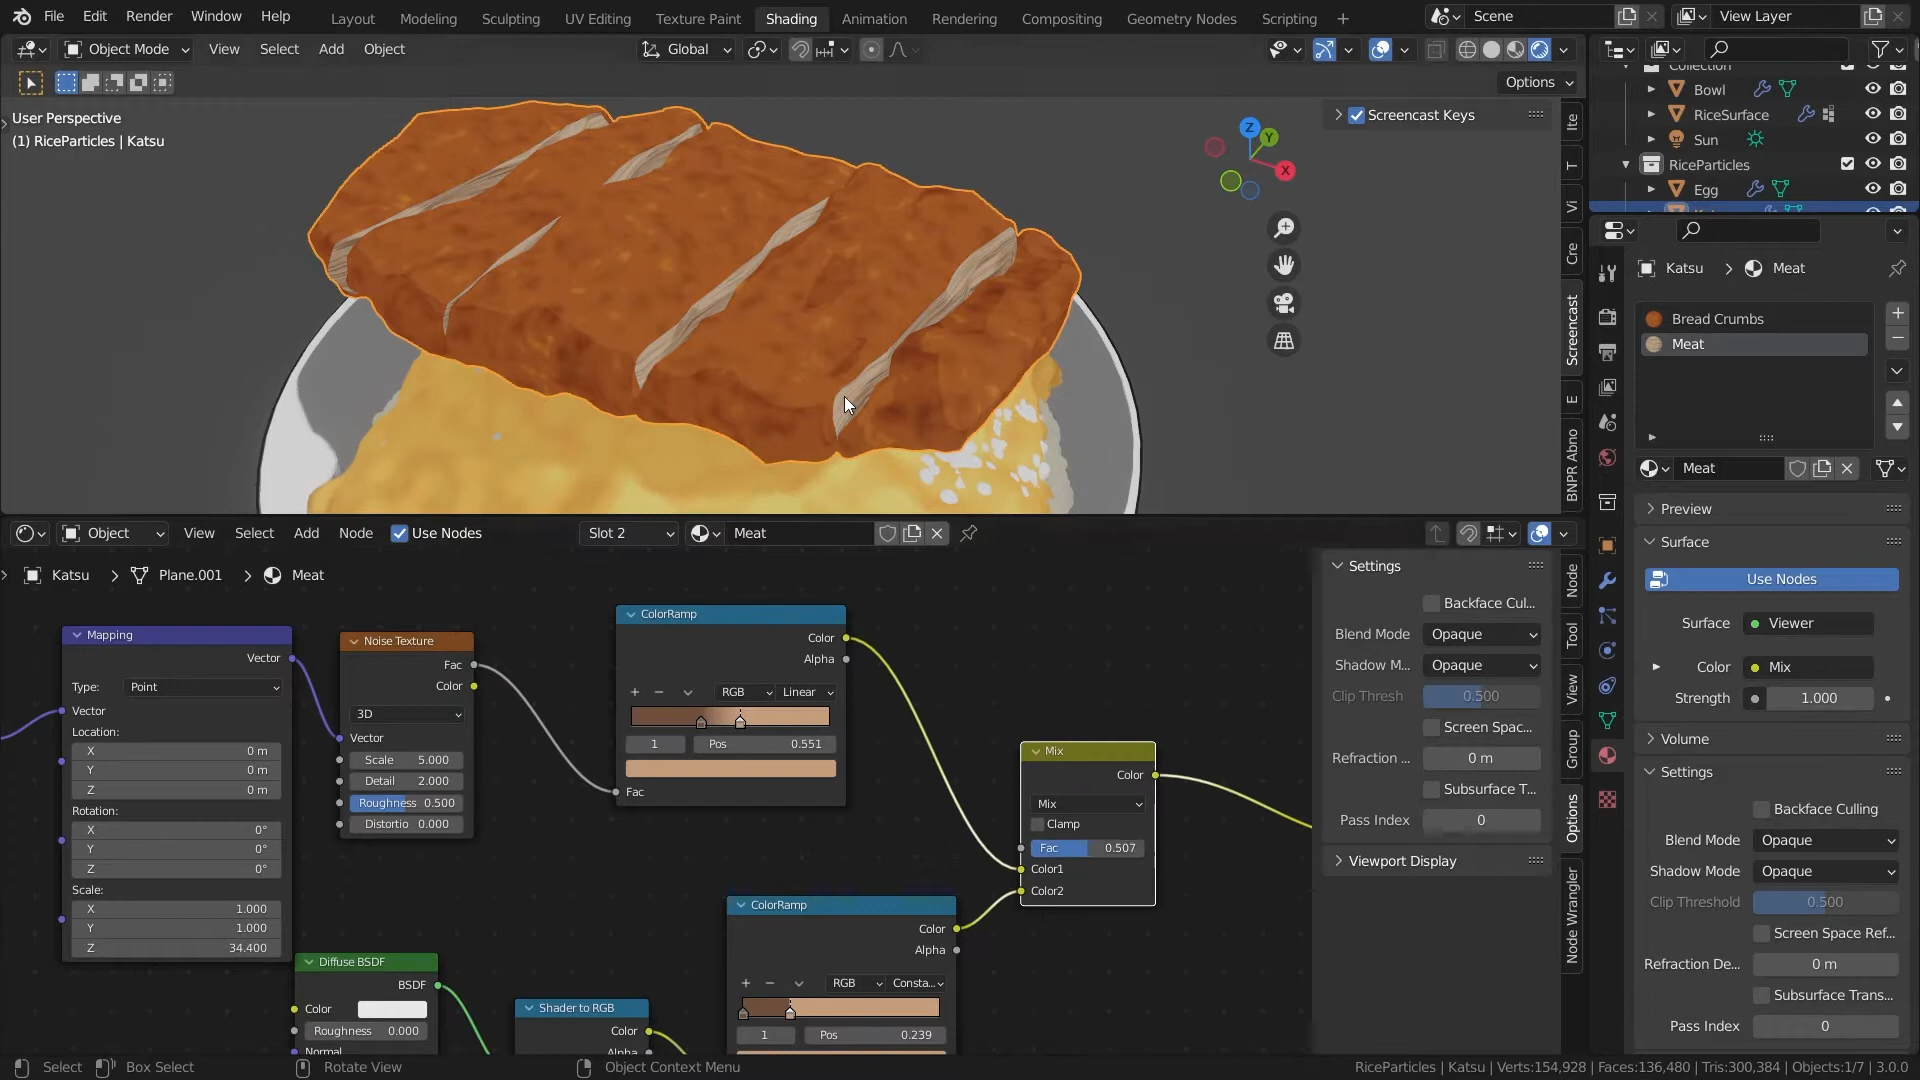 File Edit Render Window Help Layout Modeling Sculpting UV Editing Texture Paint Shading Animation Rendering Compositing Geometry Nodes Scripting + Scene View Layer
Object Mode View Select Add Object Global
Options
User Perspective
(1) RiceParticles | Katsu
Screencast Keys
Z
Y
X
Ite
T
Vi
Cre
Screencast
E
BNPR Abno
Collection
Bowl
RiceSurface
Sun
RiceParticles
Egg
Katsu > Meat
Bread Crumbs
Meat
Meat
Preview
Surface
Use Nodes
Surface Viewer
Color Mix
Strength 1.000
Volume
Settings
Backface Culling
Blend Mode Opaque
Shadow Mode Opaque
Clip Threshold 0.500
Screen Space Ref...
Refraction De... 0 m
Subsurface Trans...
Pass Index 0
Object View Select Add Node Use Nodes Slot 2 Meat
Katsu > Plane.001 > Meat
Mapping
Vector
Type: Point
Vector
Location:
X 0 m
Y 0 m
Z 0 m
Rotation:
X 0°
Y 0°
Z 0°
Scale:
X 1.000
Y 1.000
Z 34.400
Noise Texture
Fac
Color
3D
Vector
Scale 5.000
Detail 2.000
Roughness 0.500
Distortio 0.000
ColorRamp
Color
Alpha
+ − RGB Linear
1 Pos 0.551
Fac
Mix
Color
Mix
Clamp
Fac 0.507
Color1
Color2
ColorRamp
Color
Alpha
+ − RGB Consta...
1 Pos 0.239
Diffuse BSDF
BSDF
Color
Roughness 0.000
Normal
Shader to RGB
Color
Alpha
Settings
Backface Cul...
Blend Mode Opaque
Shadow M... Opaque
Clip Thresh 0.500
Screen Spac...
Refraction ... 0 m
Subsurface T...
Pass Index 0
Viewport Display
Node
Tool
View
Group
Options
Node Wrangler
Select Box Select Rotate View Object Context Menu RiceParticles | Katsu | Verts:154,928 | Faces:136,480 | Tris:300,384 | Objects:1/7 | 3.0.0